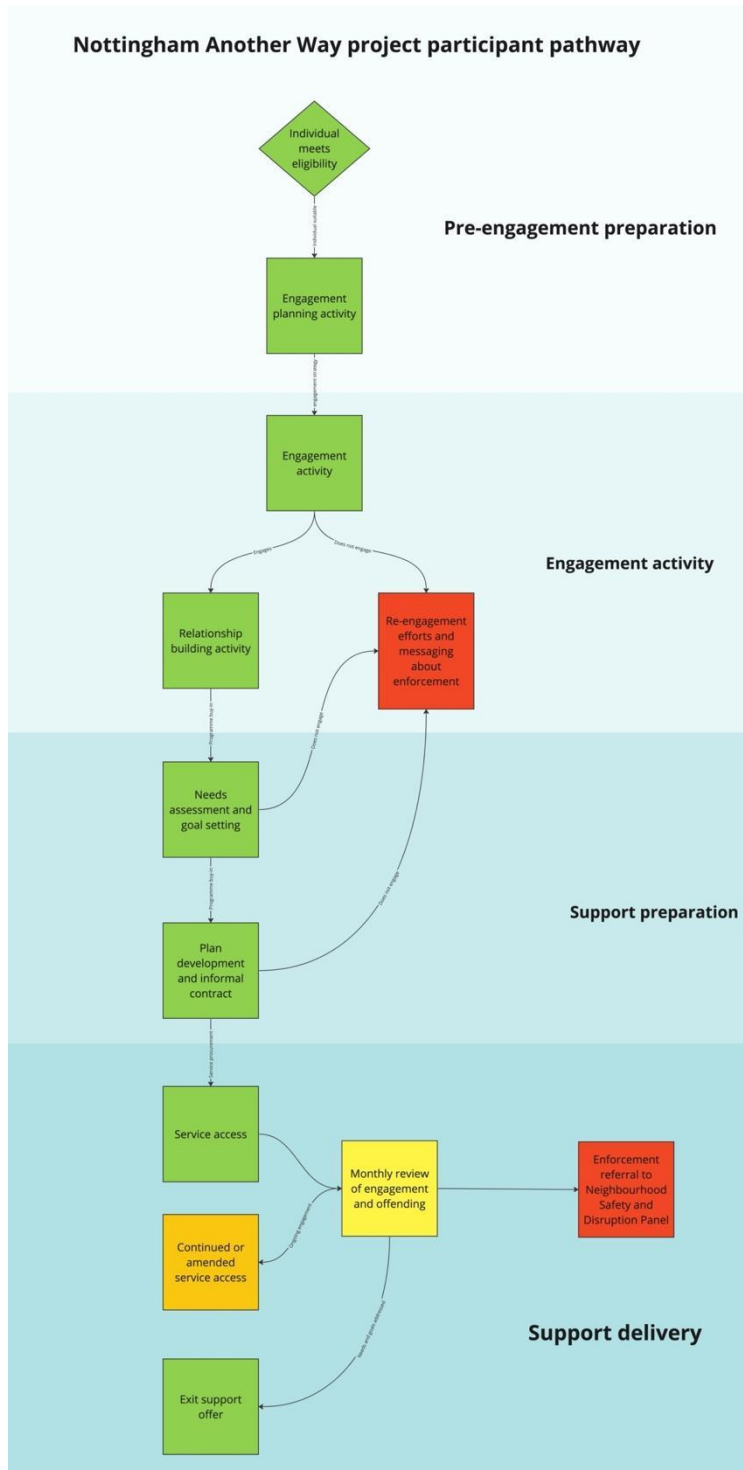 Nottingham Another Way project participant pathway
Individual
meets
eligibility
Individual suitable
Pre-engagement preparation
Engagement
planning activity
engagement strategy
Engagement
activity
Engages
Does not engage
Engagement activity
Relationship
building activity
Re-engagement
efforts and
messaging
about
enforcement
Programme buy-in
Does not engage
Needs
assessment and
goal setting
Programme buy-in
Does not engage
Support preparation
Plan
development
and informal
contract
Service procurement
Service access
Monthly review
of engagement
and offending
Enforcement
referral to
Neighbourhood
Safety and
Disruption Panel
Ongoing engagement
Continued or
amended
service access
Support delivery
Needs and goals addressed
Exit support
offer